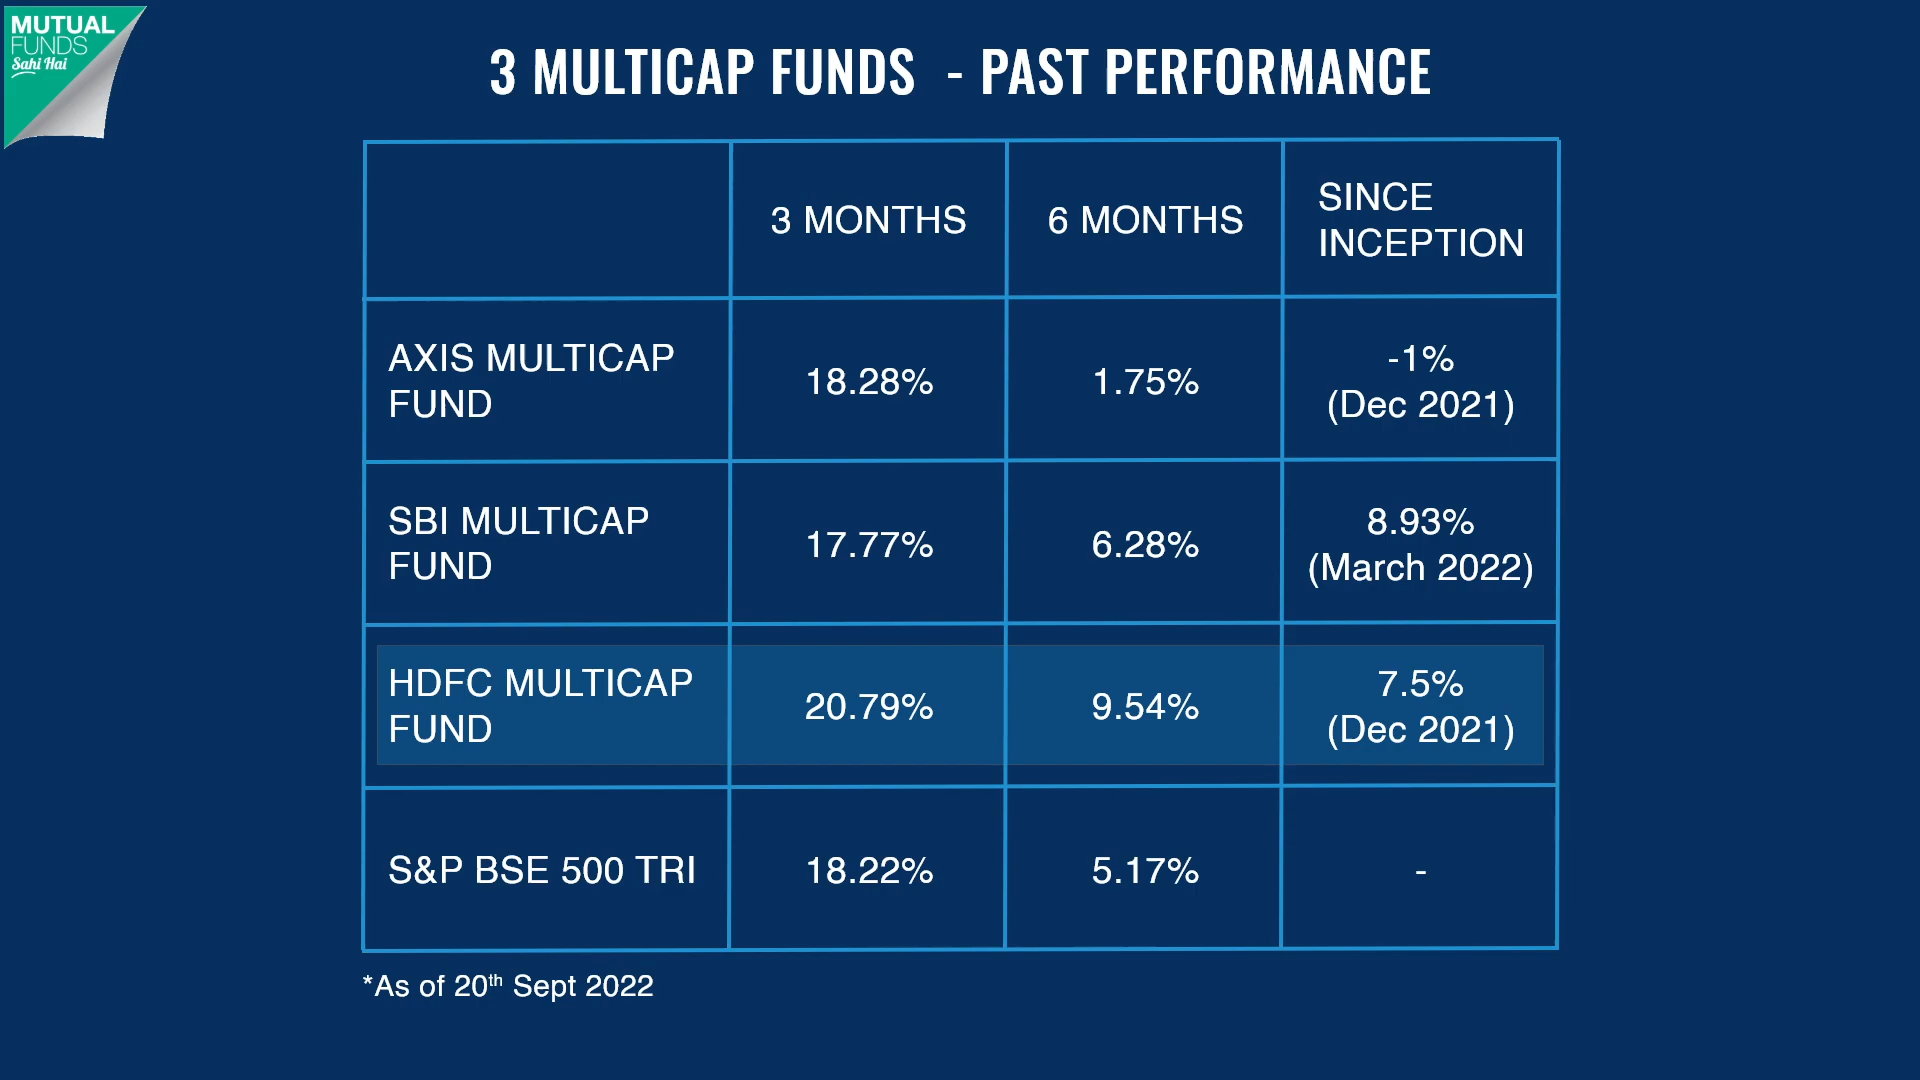 MUTUAL
FUNDS
Sahi Hai
3 MULTICAP FUNDS - PAST PERFORMANCE
3 MONTHS
6 MONTHS
SINCE
INCEPTION
AXIS MULTICAP
FUND
18.28%
1.75%
-1%
(Dec 2021)
SBI MULTICAP
FUND
17.77%
6.28%
8.93%
(March 2022)
HDFC MULTICAP
FUND
20.79%
9.54%
7.5%
(Dec 2021)
S&P BSE 500 TRI
18.22%
5.17%
-
*As of 20th Sept 2022